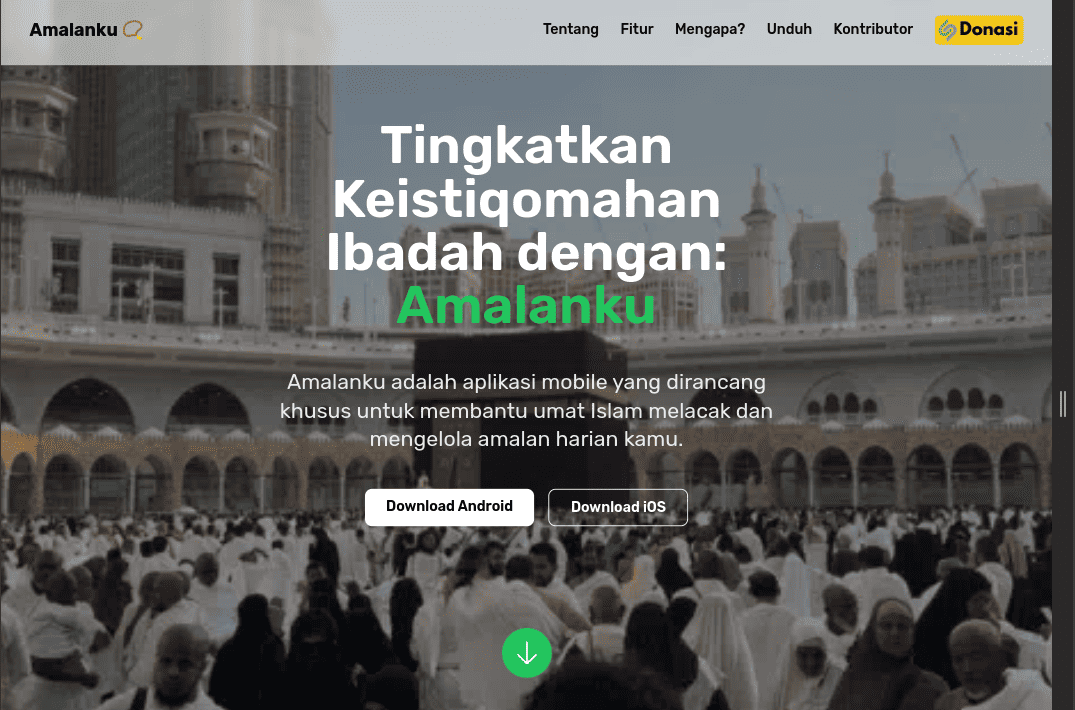 Amalanku
Tentang Fitur Mengapa? Unduh Kontributor Donasi
Tingkatkan
Keistiqomahan
Ibadah dengan:
Amalanku
Amalanku adalah aplikasi mobile yang dirancang
khusus untuk membantu umat Islam melacak dan
mengelola amalan harian kamu.
Download Android
Download iOS